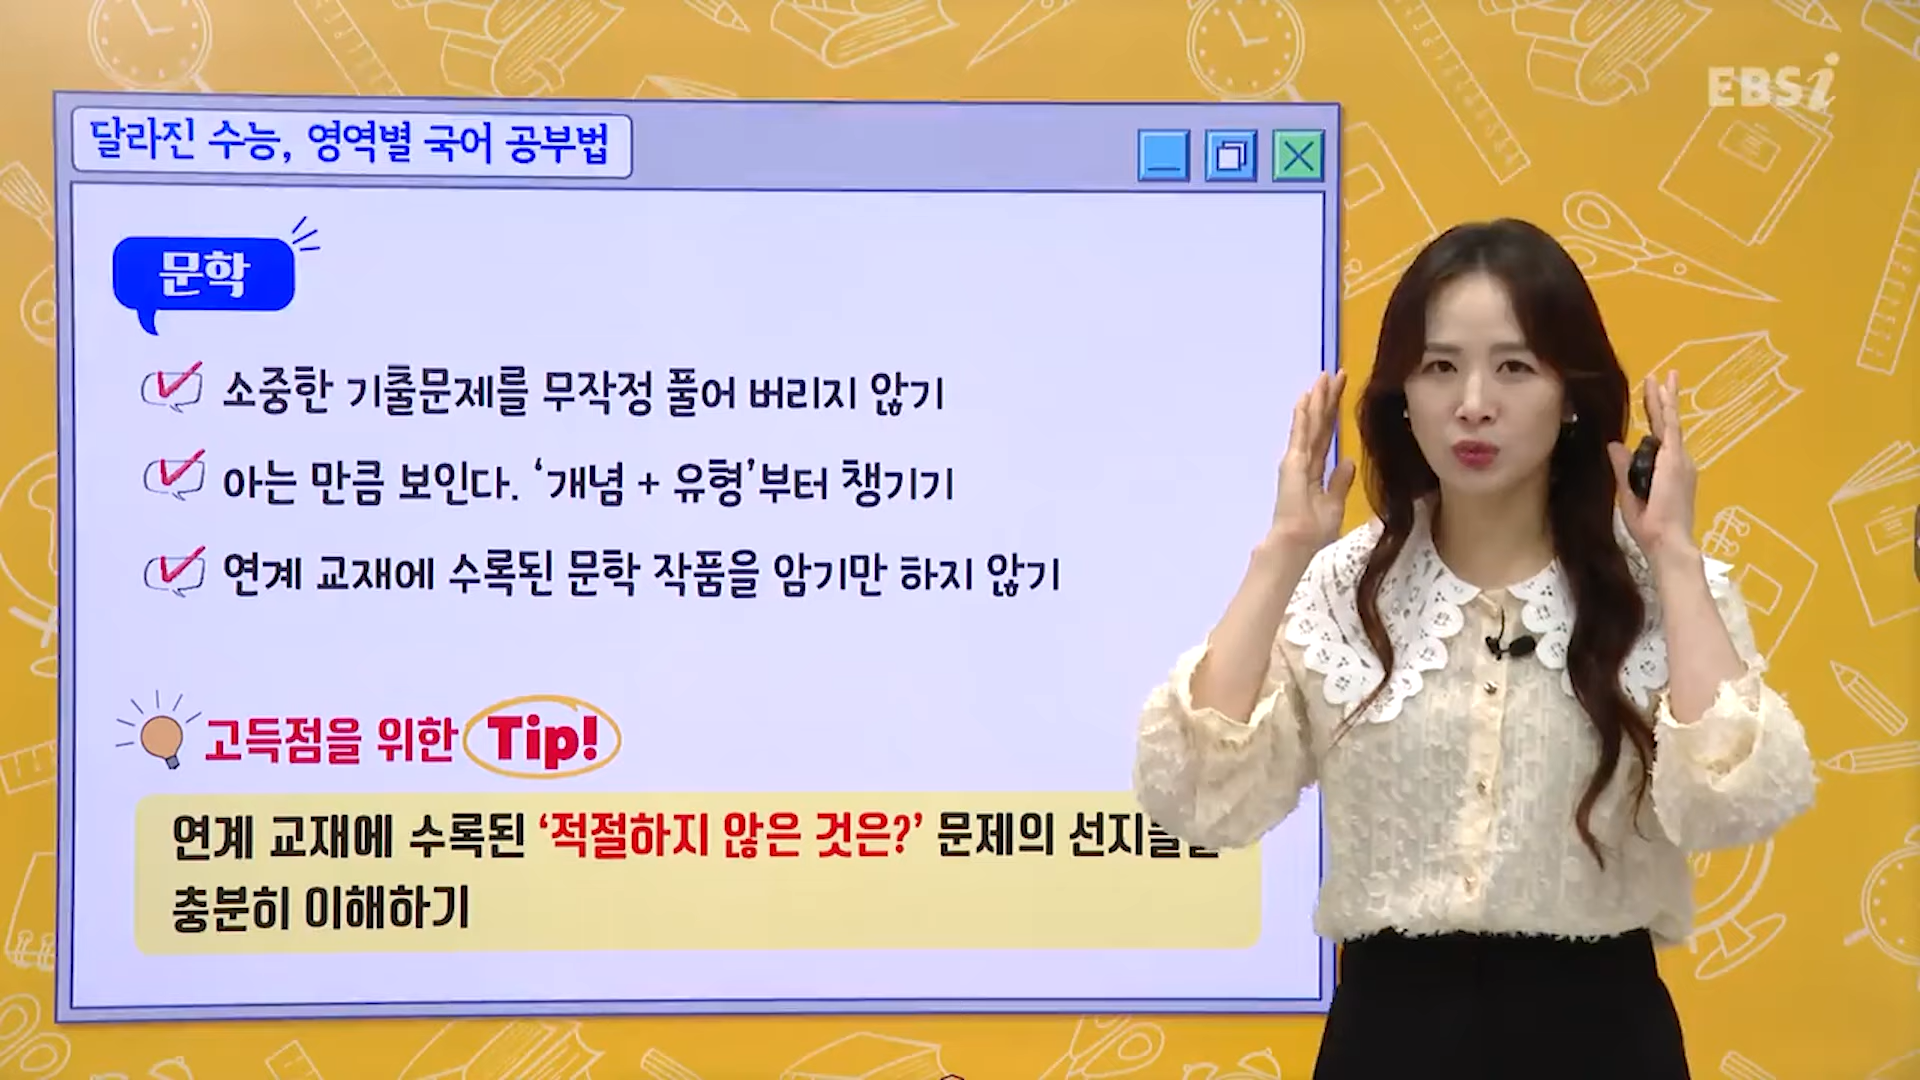 EBSi
달라진 수능, 영역별 국어 공부법
문학
소중한 기출문제를 무작정 풀어 버리지 않기
아는 만큼 보인다. ‘개념 + 유형’부터 챙기기
연계 교재에 수록된 문학 작품을 암기만 하지 않기
고득점을 위한 Tip!
연계 교재에 수록된 ‘적절하지 않은 것은?’ 문제의
충분히 이해하기